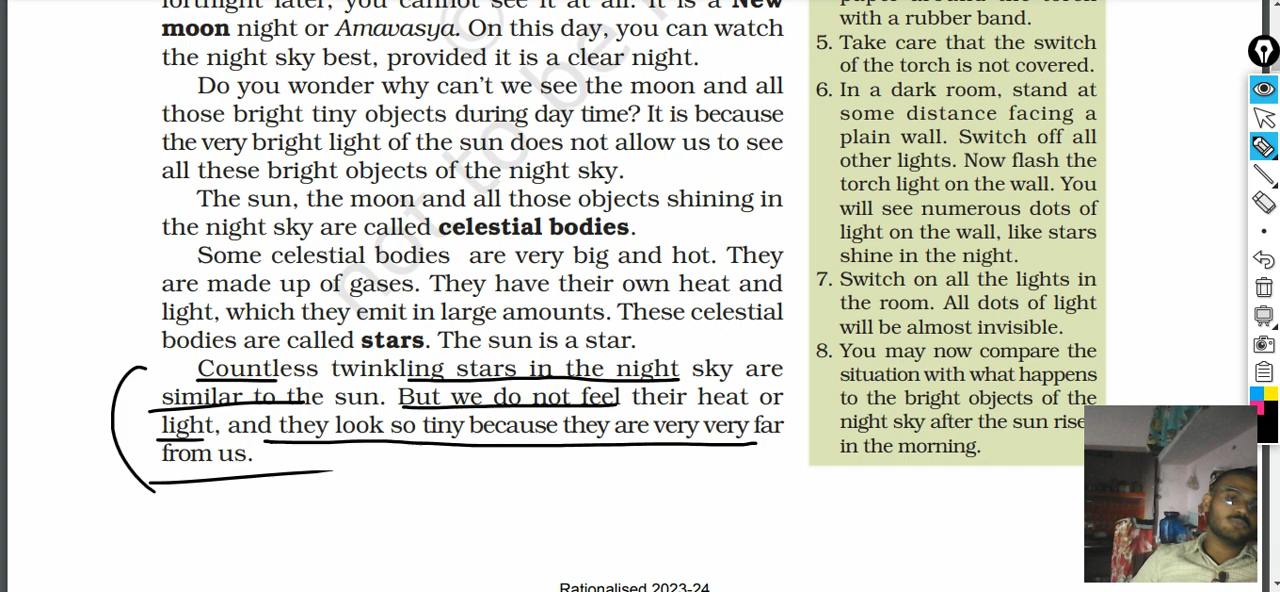 fortnight later, you cannot see it at all. It is a New
moon night or Amavasya. On this day, you can watch
the night sky best, provided it is a clear night.
Do you wonder why can't we see the moon and all
those bright tiny objects during day time? It is because
the very bright light of the sun does not allow us to see
all these bright objects of the night sky.
The sun, the moon and all those objects shining in
the night sky are called celestial bodies.
Some celestial bodies are very big and hot. They
are made up of gases. They have their own heat and
light, which they emit in large amounts. These celestial
bodies are called stars. The sun is a star.
Countless twinkling stars in the night sky are
similar to the sun. But we do not feel their heat or
light, and they look so tiny because they are very very far
from us.
paper around the torch
with a rubber band.
5. Take care that the switch
of the torch is not covered.
6. In a dark room, stand at
some distance facing a
plain wall. Switch off all
other lights. Now flash the
torch light on the wall. You
will see numerous dots of
light on the wall, like stars
shine in the night.
7. Switch on all the lights in
the room. All dots of light
will be almost invisible.
8. You may now compare the
situation with what happens
to the bright objects of the
night sky after the sun rise
in the morning.
not to be
©
Rationalised 2023-24